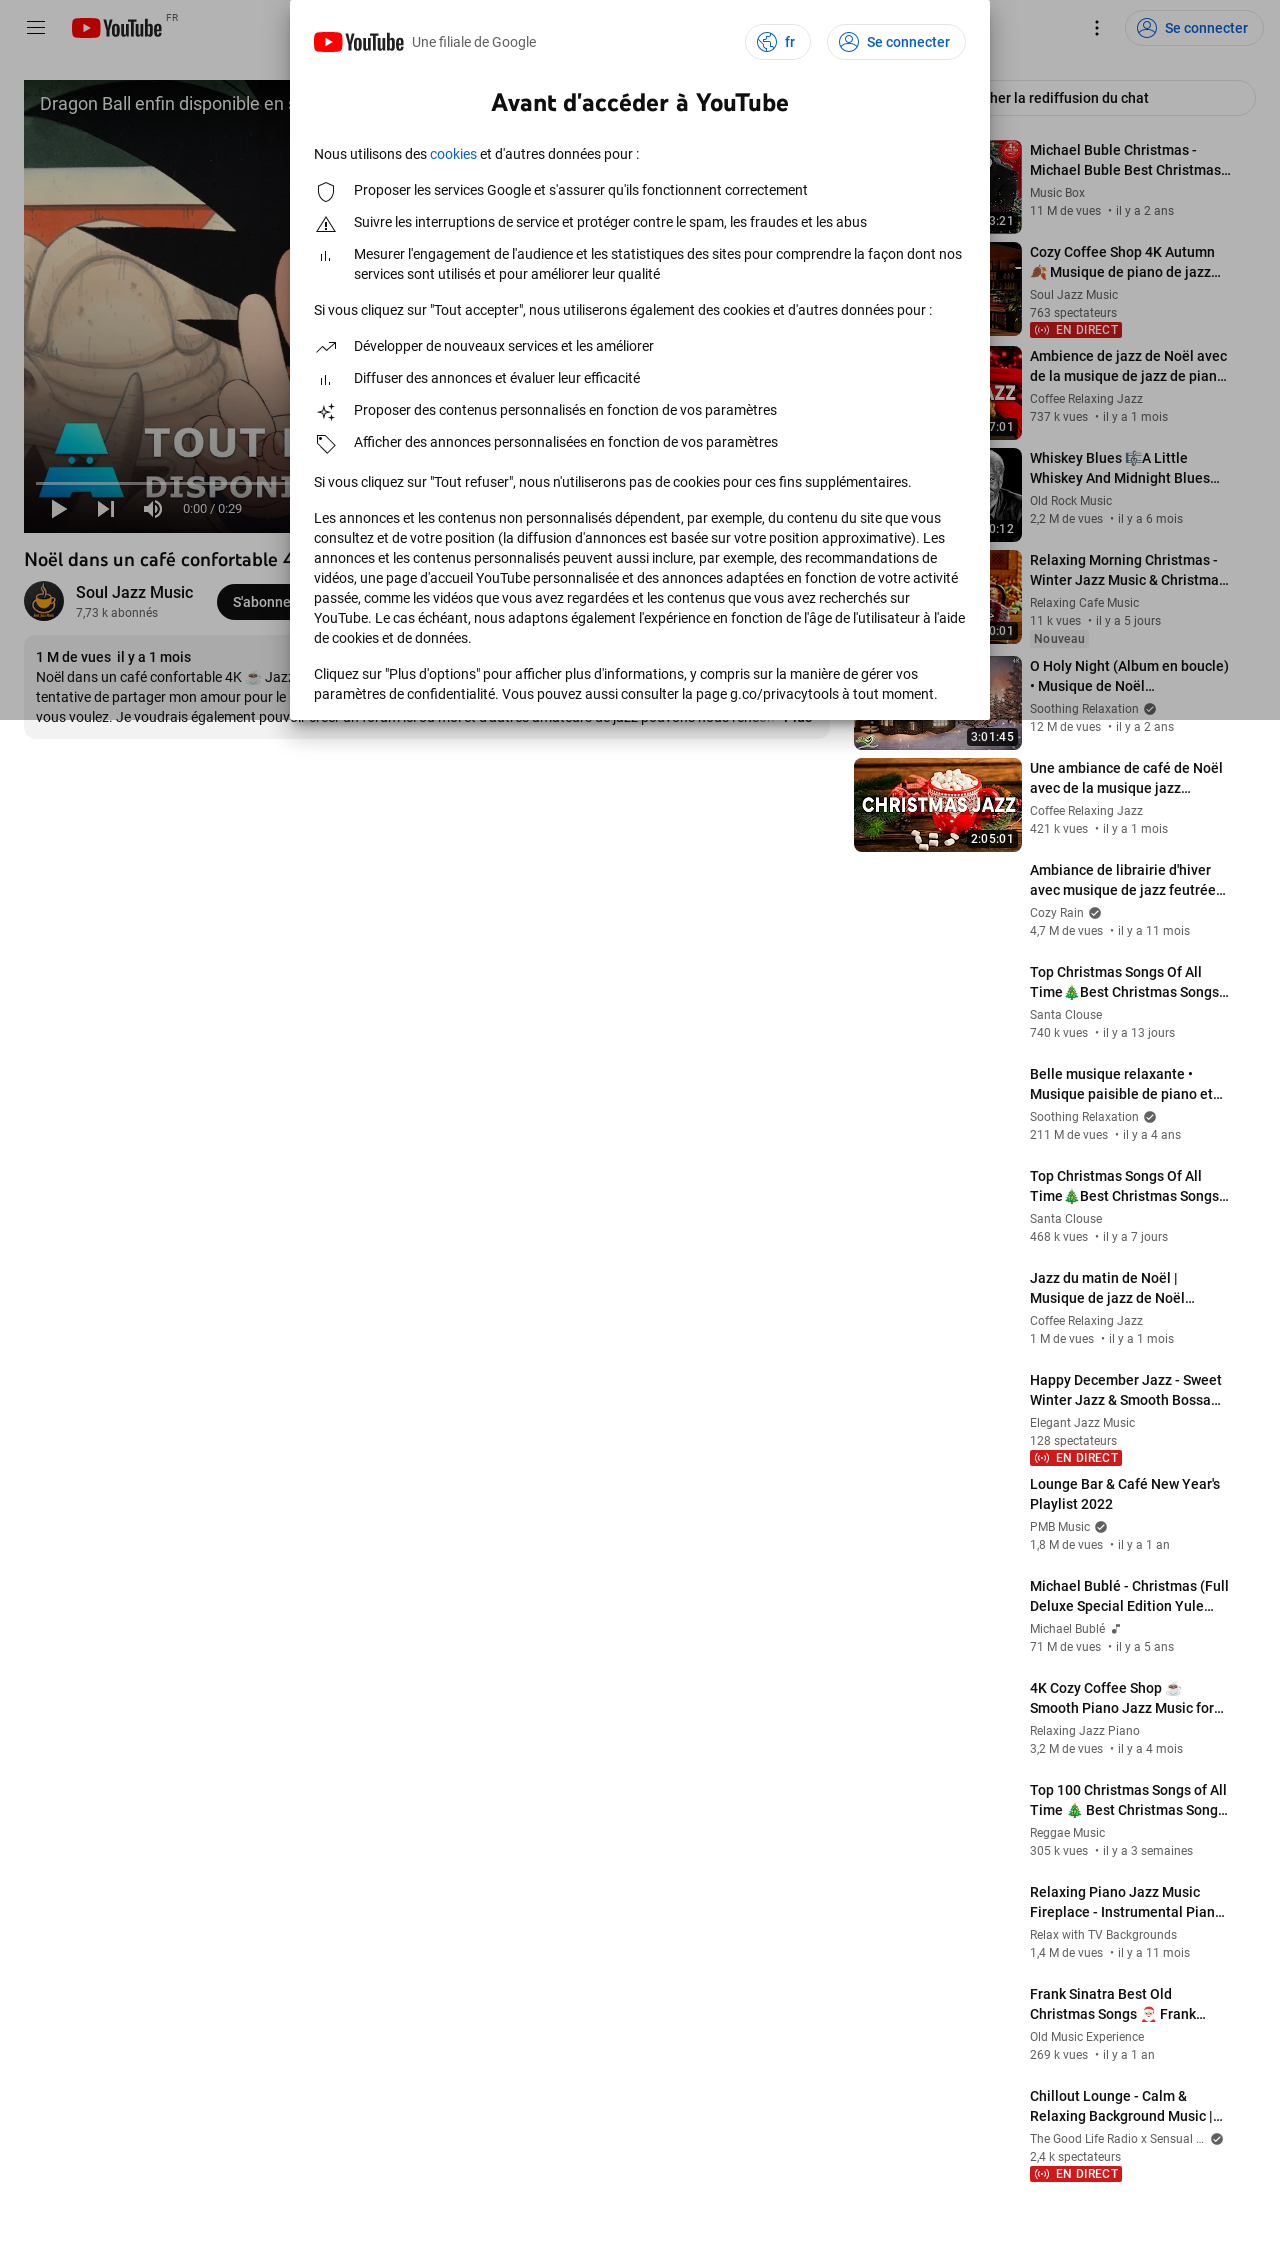 YouTube FR
Se connecter
YouTube Une filiale de Google
fr
Se connecter
Avant d'accéder à YouTube
Nous utilisons des cookies et d'autres données pour :
Proposer les services Google et s'assurer qu'ils fonctionnent correctement
Suivre les interruptions de service et protéger contre le spam, les fraudes et les abus
Mesurer l'engagement de l'audience et les statistiques des sites pour comprendre la façon dont nos
services sont utilisés et pour améliorer leur qualité
Si vous cliquez sur "Tout accepter", nous utiliserons également des cookies et d'autres données pour :
Développer de nouveaux services et les améliorer
Diffuser des annonces et évaluer leur efficacité
Proposer des contenus personnalisés en fonction de vos paramètres
Afficher des annonces personnalisées en fonction de vos paramètres
Si vous cliquez sur "Tout refuser", nous n'utiliserons pas de cookies pour ces fins supplémentaires.
Les annonces et les contenus non personnalisés dépendent, par exemple, du contenu du site que vous
consultez et de votre position (la diffusion d'annonces est basée sur votre position approximative). Les
annonces et les contenus personnalisés peuvent aussi inclure, par exemple, des recommandations de
vidéos, une page d'accueil YouTube personnalisée et des annonces adaptées en fonction de votre activité
passée, comme les vidéos que vous avez regardées et les contenus que vous avez recherchés sur
YouTube. Le cas échéant, nous adaptons également l'expérience en fonction de l'âge de l'utilisateur à l'aide
de cookies et de données.
Cliquez sur "Plus d'options" pour afficher plus d'informations, y compris sur la manière de gérer vos
paramètres de confidentialité. Vous pouvez aussi consulter la page g.co/privacytools à tout moment.
Dragon Ball enfin disponible en
TOUT
DISPONI
0:00 / 0:29
Noël dans un café confortable
Soul Jazz Music
7,73 k abonnés
S'abonne
1 M de vues il y a 1 mois
Noël dans un café confortable 4K ☕ Jazz
tentative de partager mon amour pour le
vous voulez. Je voudrais également pouvoir
la rediffusion du chat
3:21
Michael Buble Christmas -
Michael Buble Best Christmas…
Music Box
11 M de vues • il y a 2 ans
Cozy Coffee Shop 4K Autumn
🍂 Musique de piano de jazz…
Soul Jazz Music
763 spectateurs
EN DIRECT
7:01
Ambience de jazz de Noël avec
de la musique de jazz de pian…
Coffee Relaxing Jazz
737 k vues • il y a 1 mois
0:12
Whiskey Blues 🎼A Little
Whiskey And Midnight Blues…
Old Rock Music
2,2 M de vues • il y a 6 mois
0:01
Relaxing Morning Christmas -
Winter Jazz Music & Christma…
Relaxing Cafe Music
11 k vues • il y a 5 jours
Nouveau
4K
3:01:45
O Holy Night (Album en boucle)
• Musique de Noël…
Soothing Relaxation
12 M de vues • il y a 2 ans
CHRISTMAS JAZZ
2:05:01
Une ambiance de café de Noël
avec de la musique jazz…
Coffee Relaxing Jazz
421 k vues • il y a 1 mois
Ambiance de librairie d'hiver
avec musique de jazz feutrée…
Cozy Rain
4,7 M de vues • il y a 11 mois
Top Christmas Songs Of All
Time🎄Best Christmas Songs…
Santa Clouse
740 k vues • il y a 13 jours
Belle musique relaxante •
Musique paisible de piano et…
Soothing Relaxation
211 M de vues • il y a 4 ans
Top Christmas Songs Of All
Time🎄Best Christmas Songs…
Santa Clouse
468 k vues • il y a 7 jours
Jazz du matin de Noël |
Musique de jazz de Noël…
Coffee Relaxing Jazz
1 M de vues • il y a 1 mois
Happy December Jazz - Sweet
Winter Jazz & Smooth Bossa…
Elegant Jazz Music
128 spectateurs
EN DIRECT
Lounge Bar & Café New Year's
Playlist 2022
PMB Music
1,8 M de vues • il y a 1 an
Michael Bublé - Christmas (Full
Deluxe Special Edition Yule…
Michael Bublé
71 M de vues • il y a 5 ans
4K Cozy Coffee Shop ☕
Smooth Piano Jazz Music for…
Relaxing Jazz Piano
3,2 M de vues • il y a 4 mois
Top 100 Christmas Songs of All
Time 🎄 Best Christmas Song…
Reggae Music
305 k vues • il y a 3 semaines
Relaxing Piano Jazz Music
Fireplace - Instrumental Pian…
Relax with TV Backgrounds
1,4 M de vues • il y a 11 mois
Frank Sinatra Best Old
Christmas Songs 🎅 Frank…
Old Music Experience
269 k vues • il y a 1 an
Chillout Lounge - Calm &
Relaxing Background Music |…
The Good Life Radio x Sensual …
2,4 k spectateurs
EN DIRECT